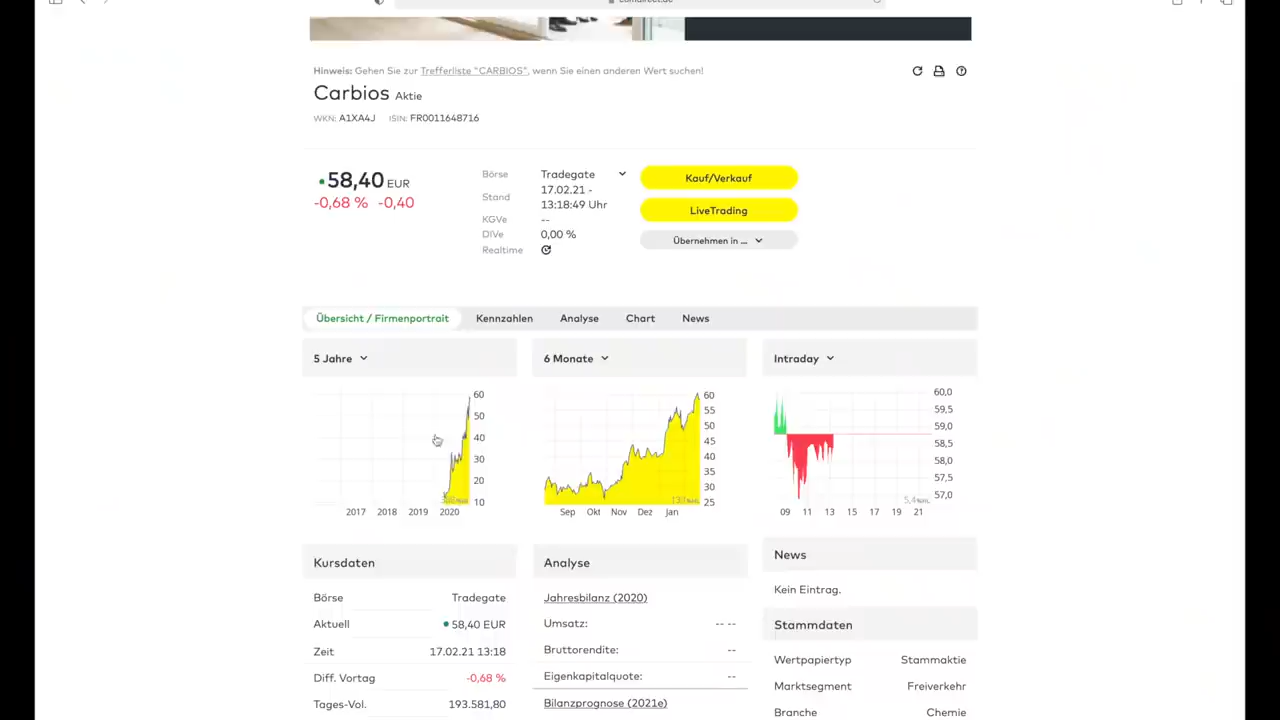 Hinweis: Gehen Sie zur Trefferliste "CARBIOS", wenn Sie einen anderen Wert suchen!
Carbios Aktie
WKN: A1XA4J ISIN: FR0011648716
58,40 EUR
-0,68 % -0,40
Börse Tradegate
Stand 17.02.21 -
13:18:49 Uhr
KGVe --
DIVe 0,00 %
Realtime
Kauf/Verkauf
LiveTrading
Übernehmen in ...
Übersicht / Firmenportrait Kennzahlen Analyse Chart News
5 Jahre
60
50
40
30
20
10
2017 2018 2019 2020
6 Monate
60
55
50
45
40
35
30
25
Sep Okt Nov Dez Jan
Intraday
60,0
59,5
59,0
58,5
58,0
57,5
57,0
09 11 13 15 17 19 21
Kursdaten
Börse Tradegate
Aktuell 58,40 EUR
Zeit 17.02.21 13:18
Diff. Vortag -0,68 %
Tages-Vol. 193.581,80
Analyse
Jahresbilanz (2020)
Umsatz: -- --
Bruttorendite: --
Eigenkapitalquote: --
Bilanzprognose (2021e)
News
Kein Eintrag.
Stammdaten
Wertpapiertyp Stammaktie
Marktsegment Freiverkehr
Branche Chemie